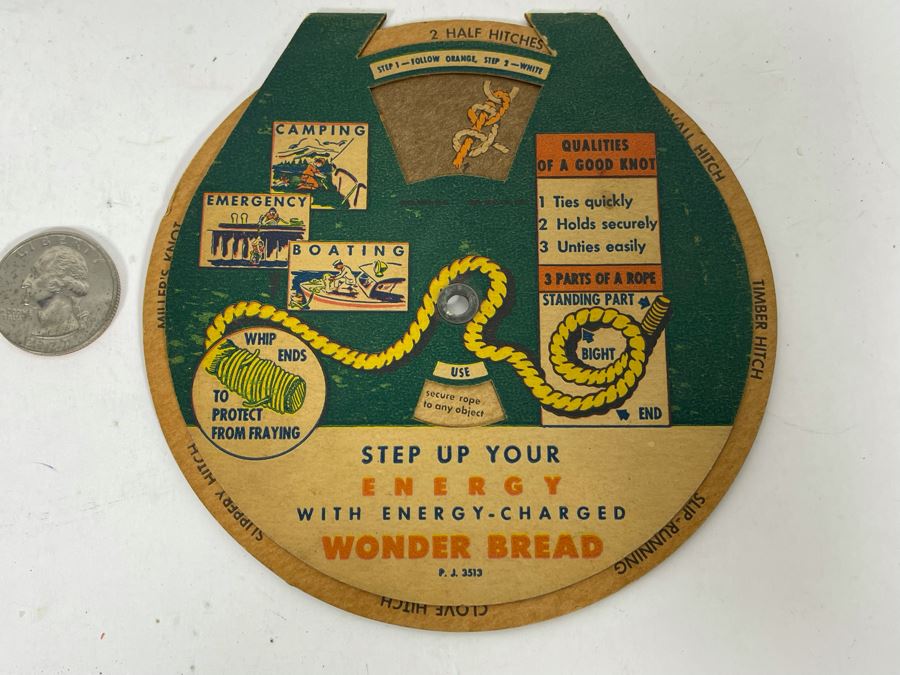 2 HALF HITCHES
STEP 1—FOLLOW ORANGE, STEP 2—WHITE
CAMPING
EMERGENCY
BOATING
QUALITIES
OF A GOOD KNOT
1 Ties quickly
2 Holds securely
3 Unties easily
3 PARTS OF A ROPE
STANDING PART
BIGHT
END
WHIP
ENDS
TO
PROTECT
FROM FRAYING
USE
secure rope
to any object
STEP UP YOUR
ENERGY
WITH ENERGY-CHARGED
WONDER BREAD
P. J. 3513
HITCH
TIMBER HITCH
SLIP-RUNNING
CLOVE HITCH
SLIPPERY HITCH
MILLER'S KNOT
LIBERTY